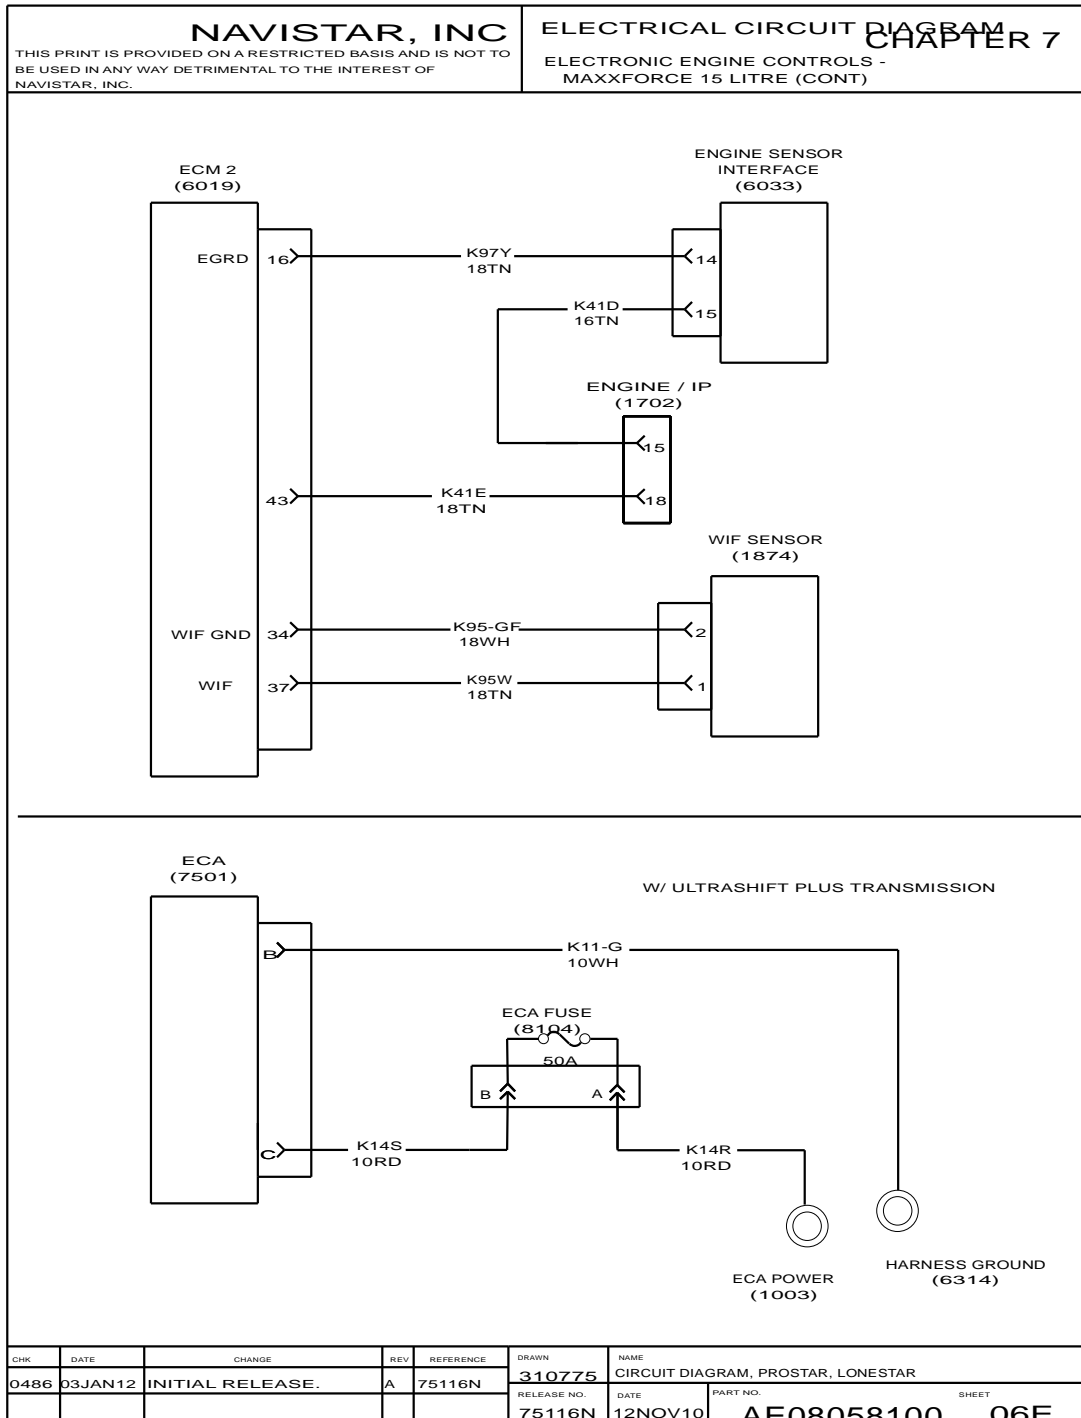 NAVISTAR, INC
THIS PRINT IS PROVIDED ON A RESTRICTED BASIS AND IS NOT TO
BE USED IN ANY WAY DETRIMENTAL TO THE INTEREST OF
NAVISTAR, INC.
ELECTRICAL CIRCUIT DIAGRAM
CHAPTER 7
ELECTRONIC ENGINE CONTROLS -
MAXXFORCE 15 LITRE (CONT)
ECM 2
(6019)
ENGINE SENSOR
INTERFACE
(6033)
EGRD
16
K97Y
18TN
14
K41D
16TN
15
ENGINE / IP
(1702)
15
43
K41E
18TN
18
WIF SENSOR
(1874)
WIF GND
34
K95-GF
18WH
2
WIF
37
K95W
18TN
1
ECA
(7501)
W/ ULTRASHIFT PLUS TRANSMISSION
B
K11-G
10WH
ECA FUSE
(8104)
50A
B
A
C
K14S
10RD
K14R
10RD
HARNESS GROUND
(6314)
ECA POWER
(1003)
CHK DATE CHANGE REV REFERENCE
0486 03JAN12 INITIAL RELEASE. A 75116N
DRAWN
310775
NAME
CIRCUIT DIAGRAM, PROSTAR, LONESTAR
RELEASE NO.
75116N
DATE
12NOV10
PART NO.
AE08058100
SHEET
06E